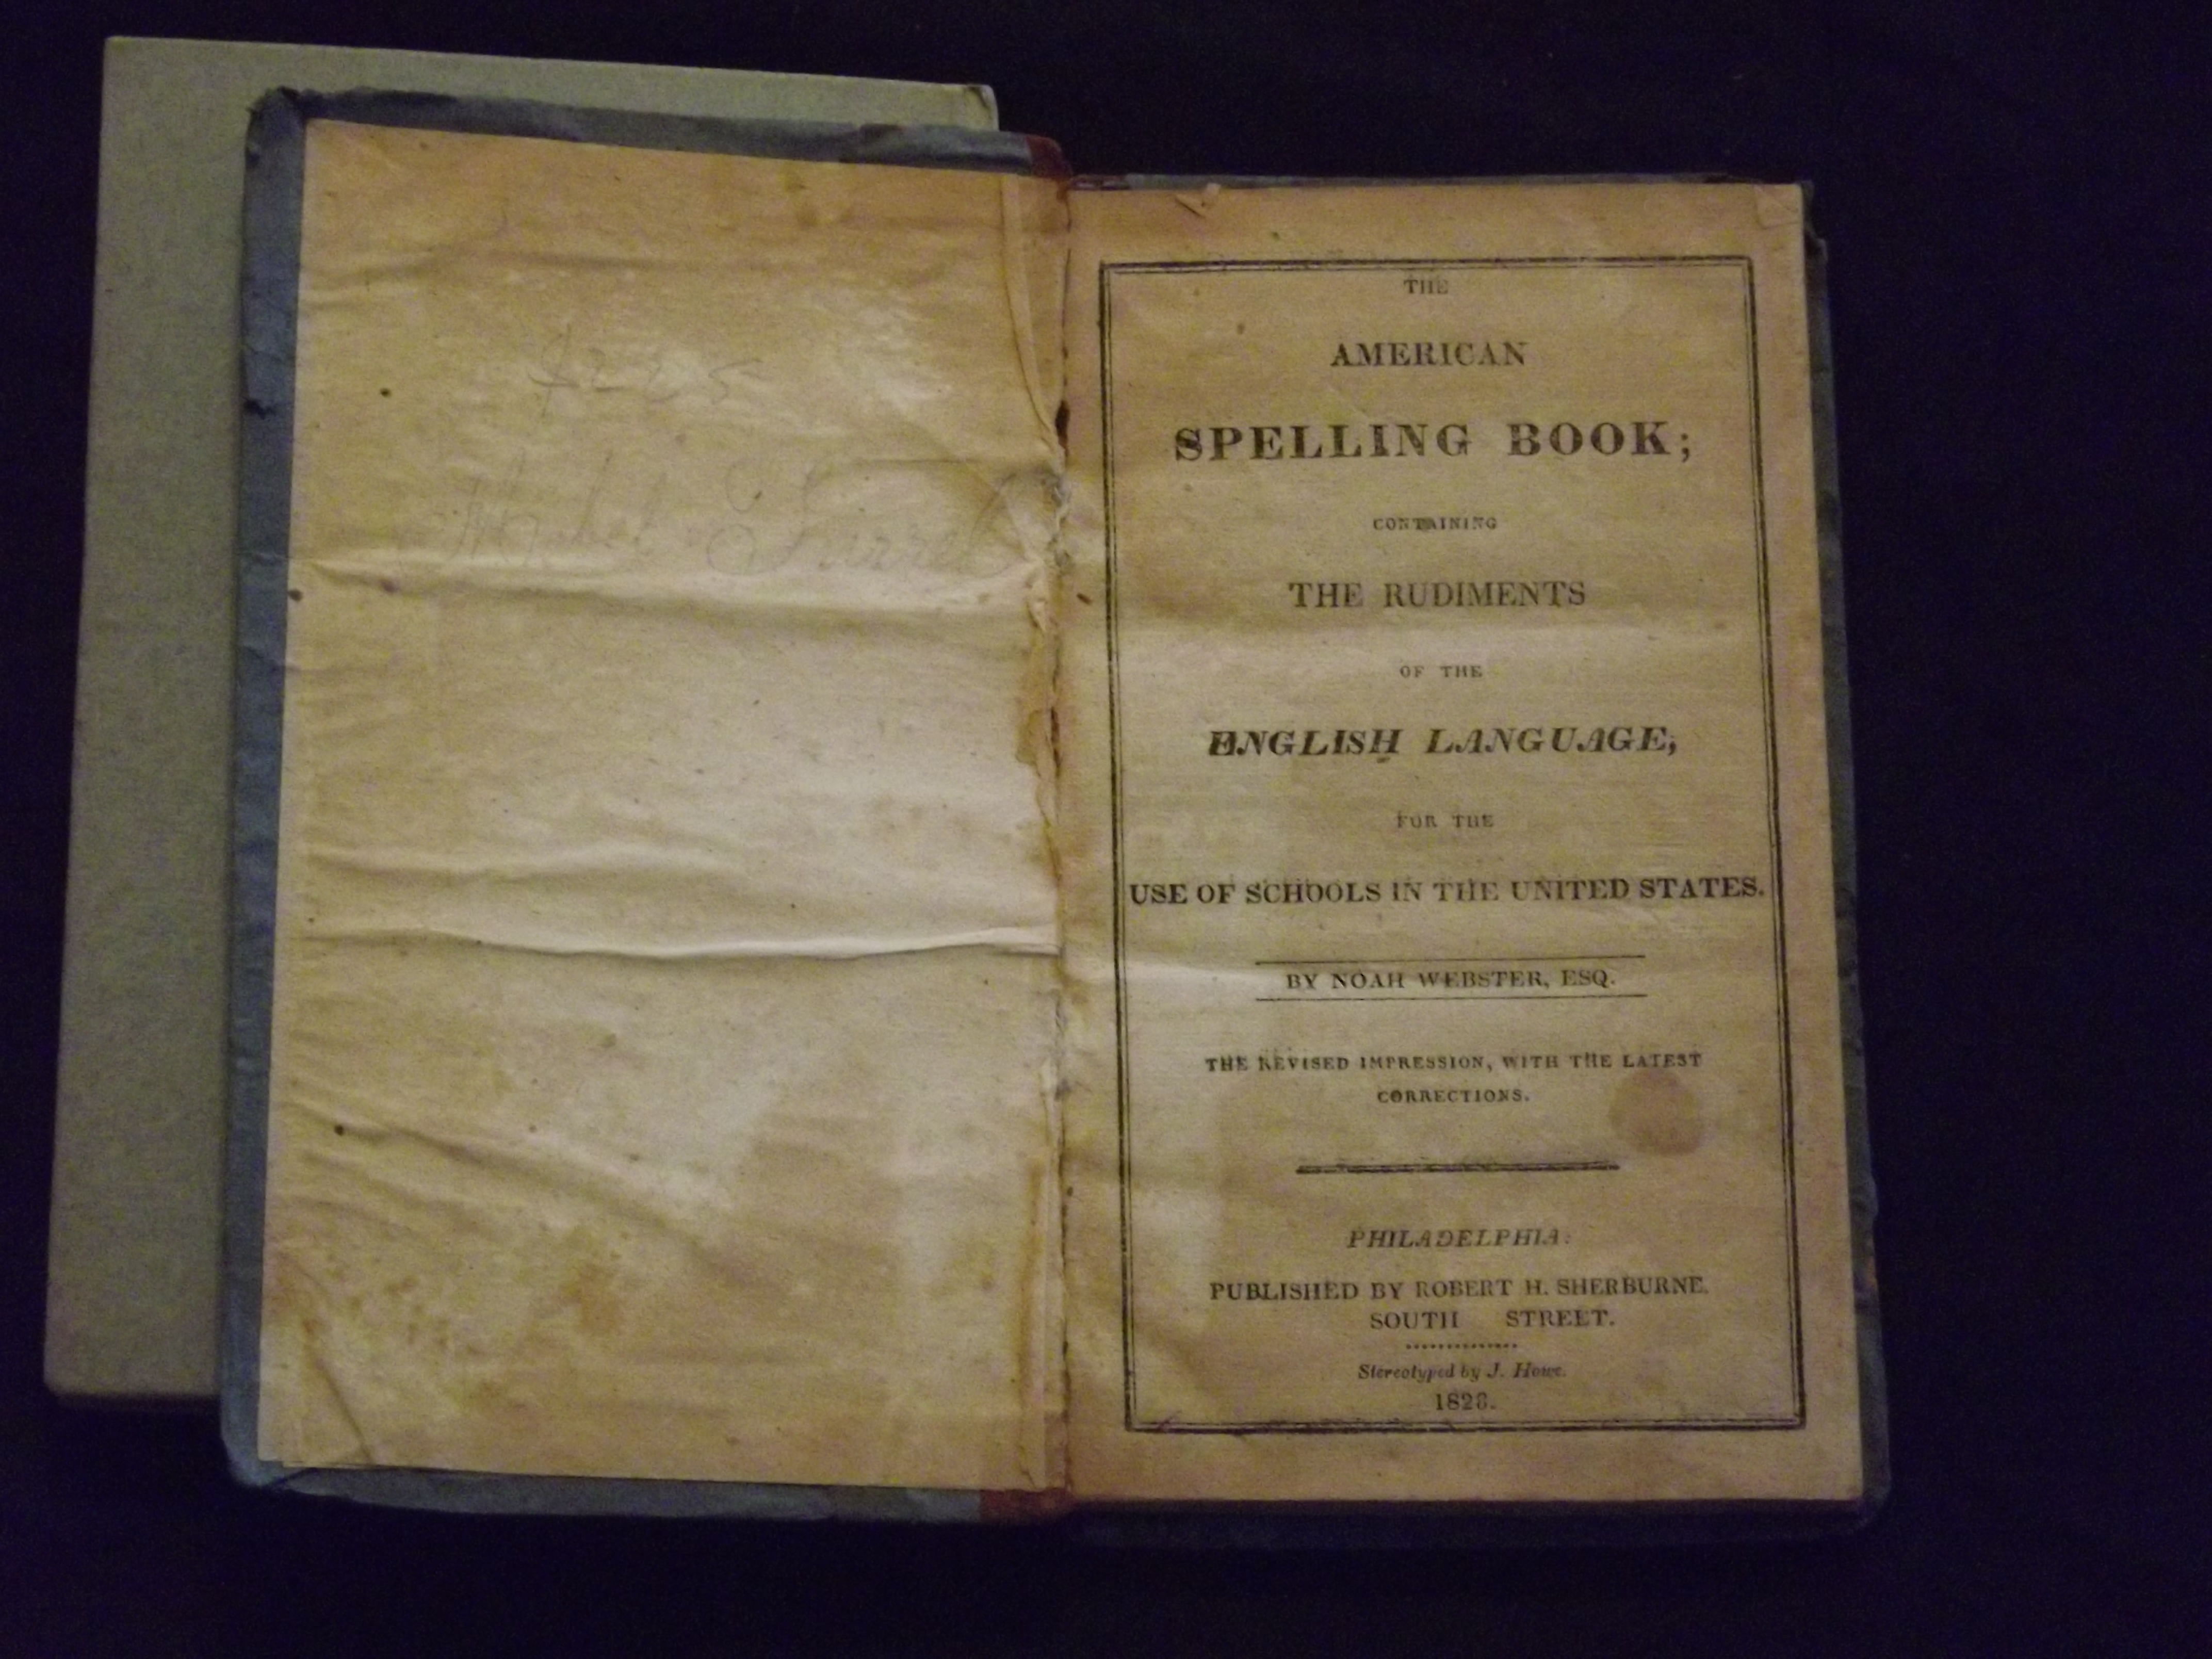 $2.25
THE
AMERICAN
SPELLING BOOK;
CONTAINING
THE RUDIMENTS
OF THE
ENGLISH LANGUAGE,
FOR THE
USE OF SCHOOLS IN THE UNITED STATES.
BY NOAH WEBSTER, ESQ.
THE REVISED IMPRESSION, WITH THE LATEST
CORRECTIONS.
PHILADELPHIA:
PUBLISHED BY ROBERT H. SHERBURNE.
SOUTH STREET.
Stereotyped by J. Howe.